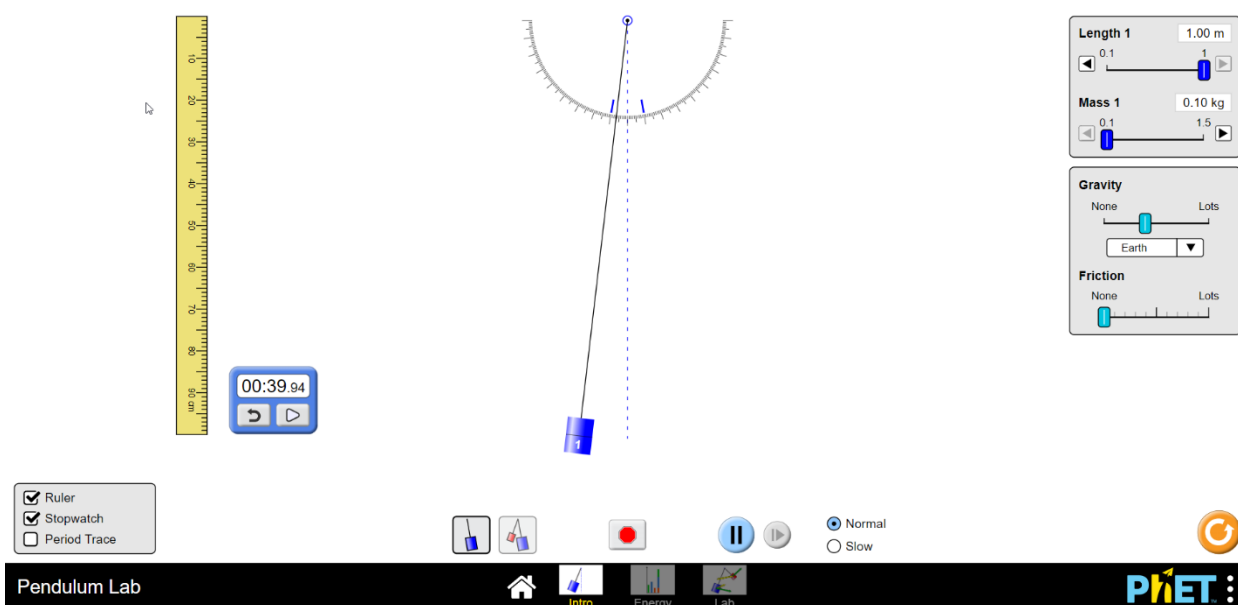 10
20
30
40
50
60
70
80
90 cm
00:39.94
1
Length 1 1.00 m
0.1 1
Mass 1 0.10 kg
0.1 1.5
Gravity
None Lots
Earth
Friction
None Lots
Ruler
Stopwatch
Period Trace
Normal
Slow
Pendulum Lab
Intro
Energy
Lab
PhET